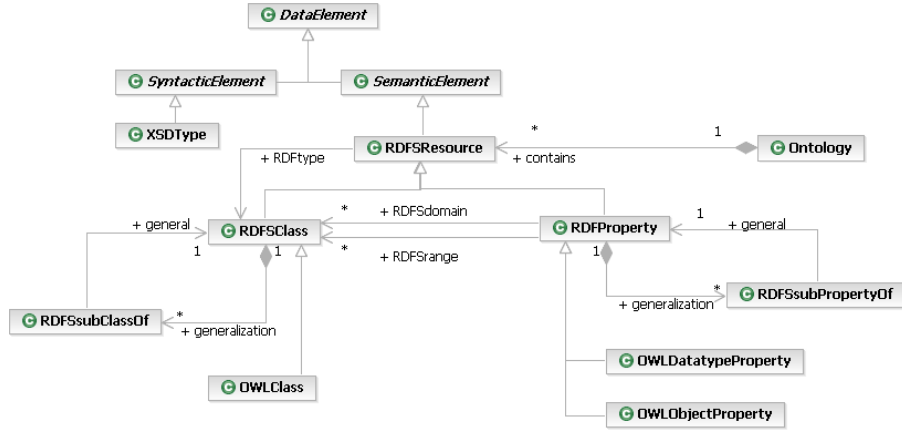 DataElement
SyntacticElement
SemanticElement
XSDType
RDFSResource
*
1
Ontology
+ RDFtype
+ contains
+ general
RDFSClass
*
+ RDFSdomain
RDFProperty
1
+ general
1
1
*
+ RDFSrange
1
RDFSsubClassOf
*
+ generalization
*
+ generalization
RDFSsubPropertyOf
OWLClass
OWLDatatypeProperty
OWLObjectProperty